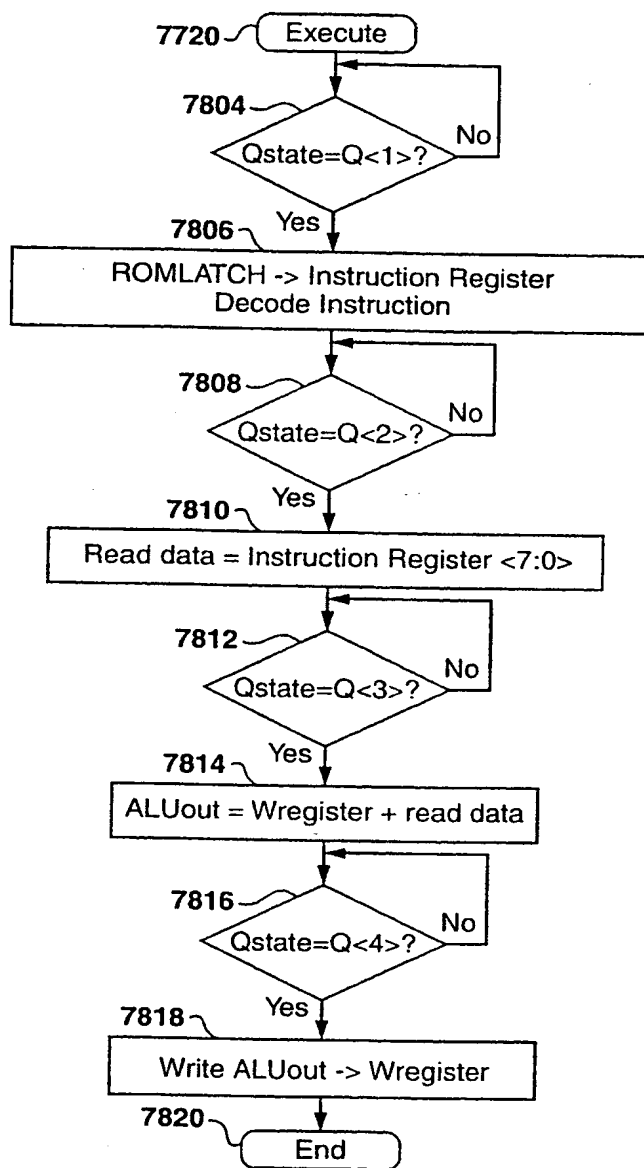 7720
Execute
7804
Qstate=Q<1>?
No
Yes
7806
ROMLATCH -> Instruction Register
Decode Instruction
7808
Qstate=Q<2>?
No
Yes
7810
Read data = Instruction Register <7:0>
7812
Qstate=Q<3>?
No
Yes
7814
ALUout = Wregister + read data
7816
Qstate=Q<4>?
No
Yes
7818
Write ALUout -> Wregister
7820
End